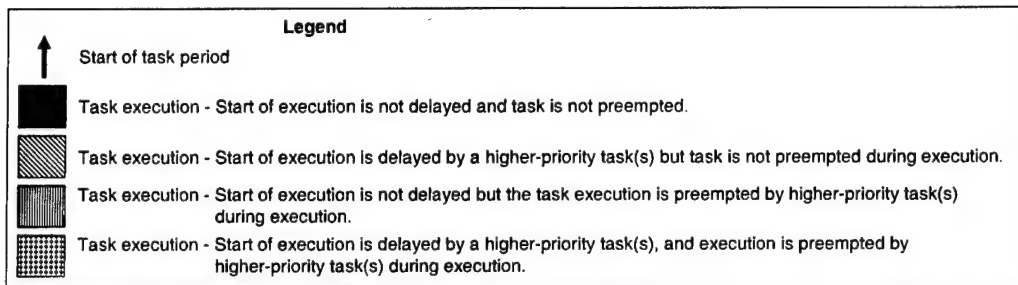 Legend
Start of task period
Task execution - Start of execution is not delayed and task is not preempted.
Task execution - Start of execution is delayed by a higher-priority task(s) but task is not preempted during execution.
Task execution - Start of execution is not delayed but the task execution is preempted by higher-priority task(s)
during execution.
Task execution - Start of execution is delayed by a higher-priority task(s), and execution is preempted by
higher-priority task(s) during execution.